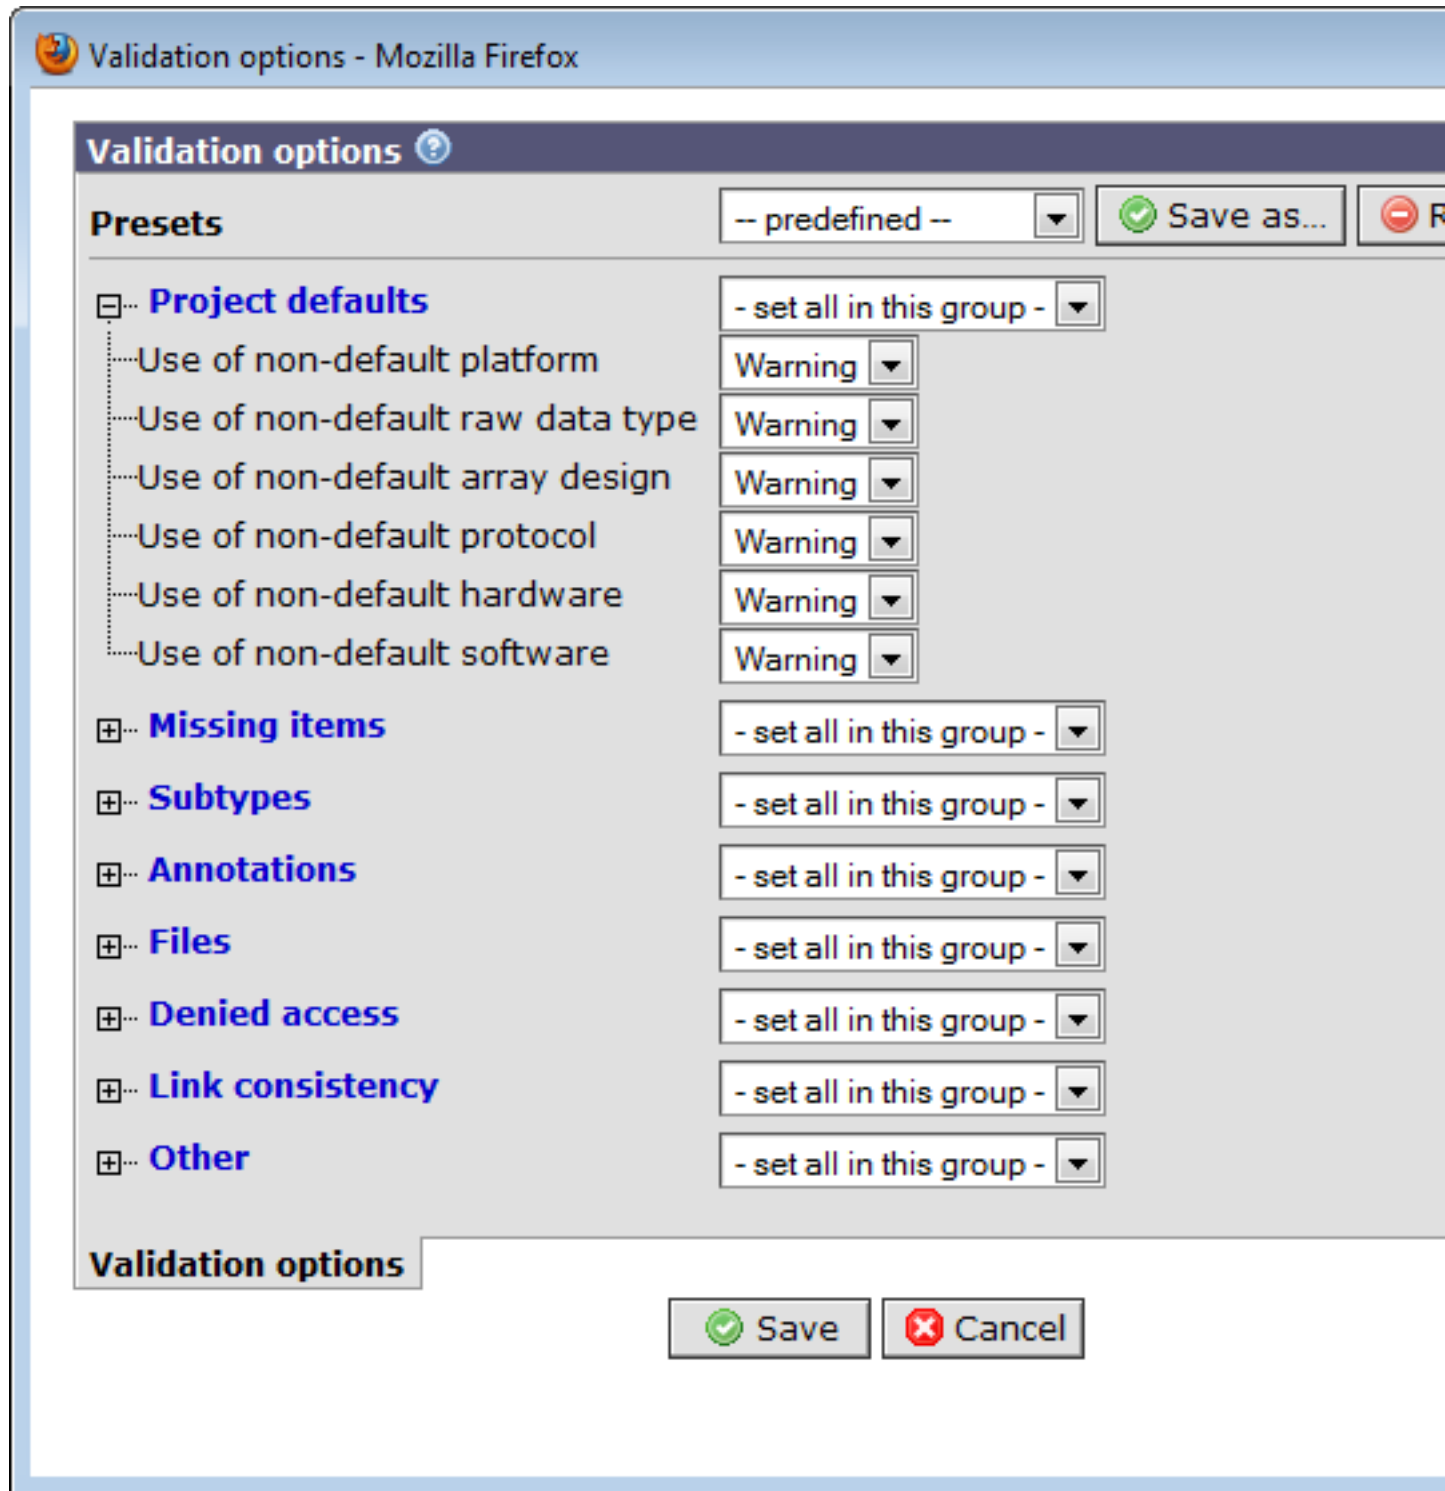 Validation options - Mozilla Firefox
Validation options
Presets -- predefined -- Save as...
Project defaults - set all in this group -
Use of non-default platform Warning
Use of non-default raw data type Warning
Use of non-default array design Warning
Use of non-default protocol Warning
Use of non-default hardware Warning
Use of non-default software Warning
Missing items - set all in this group -
Subtypes - set all in this group -
Annotations - set all in this group -
Files - set all in this group -
Denied access - set all in this group -
Link consistency - set all in this group -
Other - set all in this group -
Validation options
Save Cancel